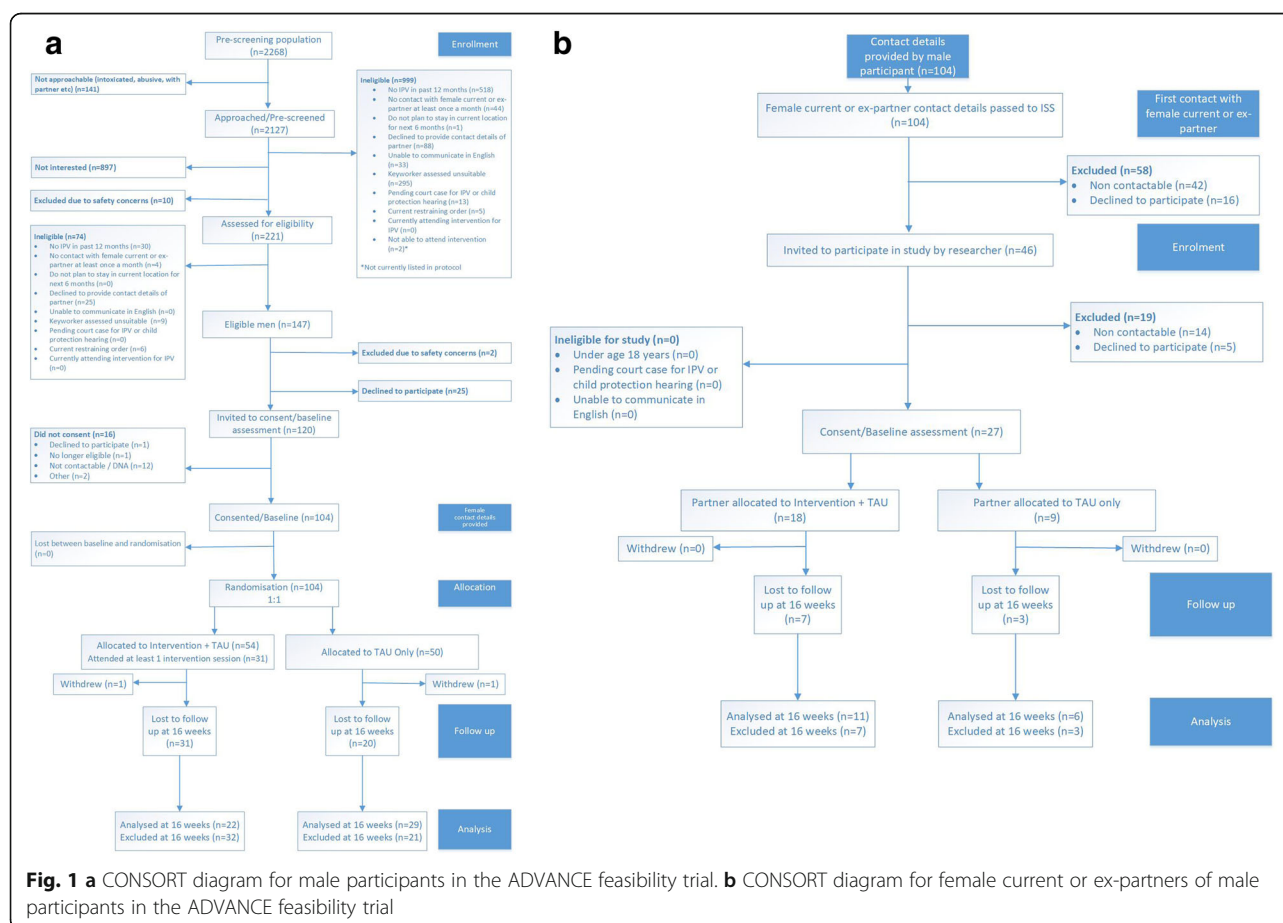 a
Pre-screening population
(n=2268)
Enrollment
Not approachable (intoxicated, abusive, with
partner etc) (n=141)
Approached/Pre-screened
(n=2127)
Ineligible (n=999)
• No IPV in past 12 months (n=518)
• No contact with female current or ex-
partner at least once a month (n=44)
• Do not plan to stay in current location
for next 6 months (n=1)
• Declined to provide contact details of
partner (n=88)
• Unable to communicate in English
(n=33)
• Keyworker assessed unsuitable
(n=295)
• Pending court case for IPV or child
protection hearing (n=13)
• Current restraining order (n=5)
• Currently attending intervention for
IPV (n=0)
• Not able to attend intervention
(n=2)*
*Not currently listed in protocol
Not interested (n=897)
Excluded due to safety concerns (n=10)
Assessed for eligibility
(n=221)
Ineligible (n=74)
• No IPV in past 12 months (n=30)
• No contact with female current or ex-
partner at least once a month (n=4)
• Do not plan to stay in current location for
next 6 months (n=0)
• Declined to provide contact details of
partner (n=25)
• Unable to communicate in English (n=0)
• Keyworker assessed unsuitable (n=9)
• Pending court case for IPV or child
protection hearing (n=0)
• Current restraining order (n=6)
• Currently attending intervention for IPV
(n=0)
Eligible men (n=147)
Excluded due to safety concerns (n=2)
Declined to participate (n=25)
Invited to consent/baseline
assessment (n=120)
Did not consent (n=16)
• Declined to participate (n=1)
• No longer eligible (n=1)
• Not contactable / DNA (n=12)
• Other (n=2)
Consented/Baseline (n=104)
Female
contact details
provided
Lost between baseline and randomisation
(n=0)
Randomisation (n=104)
1:1
Allocation
Allocated to Intervention + TAU (n=54)
Attended at least 1 intervention session (n=31)
Allocated to TAU Only (n=50)
Withdrew (n=1)
Withdrew (n=1)
Lost to follow
up at 16 weeks
(n=31)
Lost to follow
up at 16 weeks
(n=20)
Follow up
Analysed at 16 weeks (n=22)
Excluded at 16 weeks (n=32)
Analysed at 16 weeks (n=29)
Excluded at 16 weeks (n=21)
Analysis
b
Contact details
provided by male
participant (n=104)
Female current or ex-partner contact details passed to ISS
(n=104)
First contact with
female current or ex-
partner
Excluded (n=58)
• Non contactable (n=42)
• Declined to participate (n=16)
Invited to participate in study by researcher (n=46)
Enrolment
Excluded (n=19)
• Non contactable (n=14)
• Declined to participate (n=5)
Ineligible for study (n=0)
• Under age 18 years (n=0)
• Pending court case for IPV or
child protection hearing (n=0)
• Unable to communicate in
English (n=0)
Consent/Baseline assessment (n=27)
Partner allocated to Intervention + TAU
(n=18)
Partner allocated to TAU only
(n=9)
Withdrew (n=0)
Withdrew (n=0)
Lost to follow
up at 16 weeks
(n=7)
Lost to follow
up at 16 weeks
(n=3)
Follow up
Analysed at 16 weeks (n=11)
Excluded at 16 weeks (n=7)
Analysed at 16 weeks (n=6)
Excluded at 16 weeks (n=3)
Analysis
Fig. 1 a CONSORT diagram for male participants in the ADVANCE feasibility trial. b CONSORT diagram for female current or ex-partners of male
participants in the ADVANCE feasibility trial